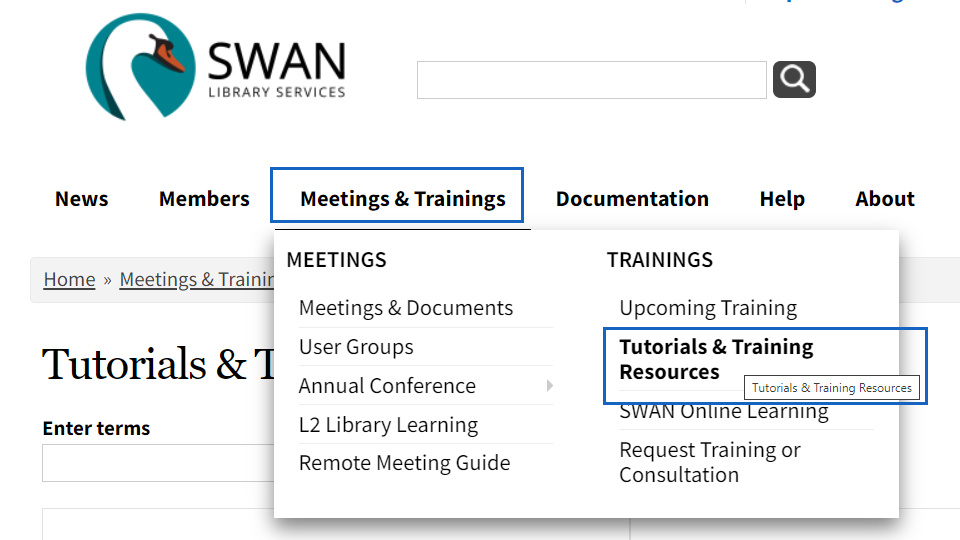 SWAN
LIBRARY SERVICES
News Members Meetings & Trainings Documentation Help About
Home » Meetings & Trainin
Tutorials & T
Enter terms
MEETINGS
Meetings & Documents
User Groups
Annual Conference
L2 Library Learning
Remote Meeting Guide
TRAININGS
Upcoming Training
Tutorials & Training
Resources
Tutorials & Training Resources
SWAN Online Learning
Request Training or
Consultation